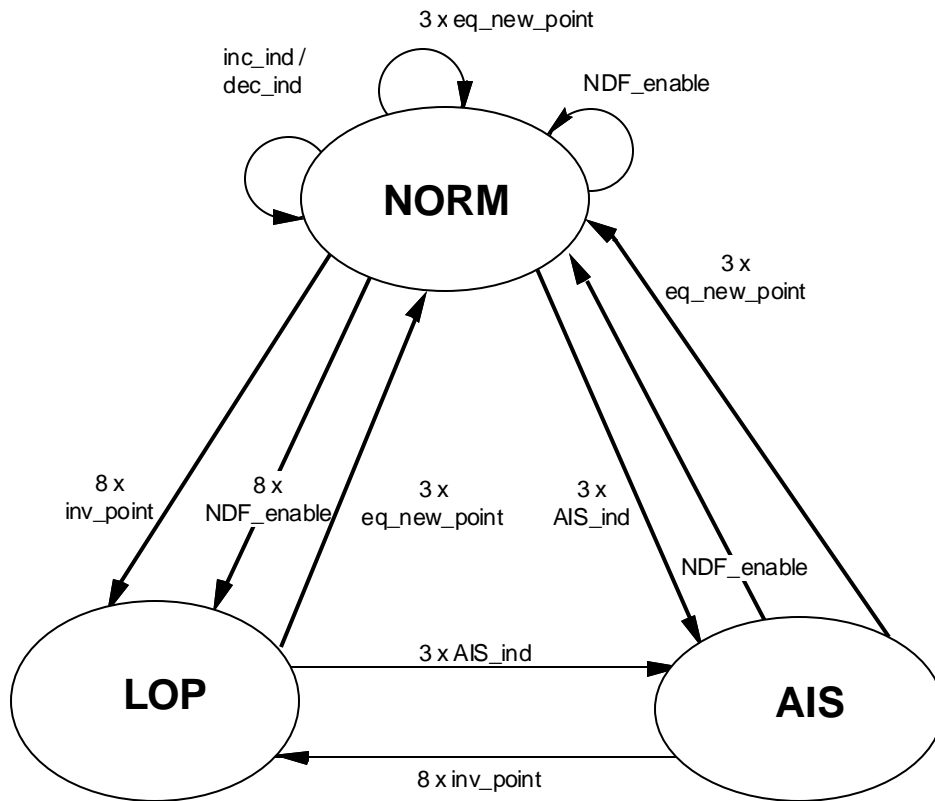 3 x eq_new_point
inc_ind /
dec_ind
NDF_enable
NORM
3 x
eq_new_point
8 x
inv_point
8 x
NDF_enable
3 x
eq_new_point
3 x
AIS_ind
NDF_enable
3 x AIS_ind
LOP
AIS
8 x inv_point